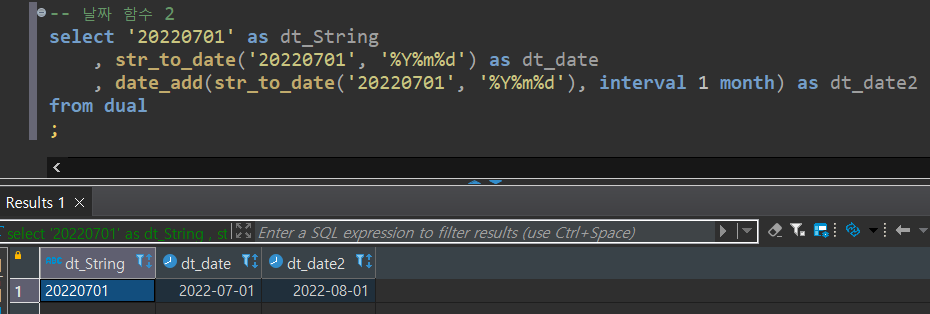 -- 날짜 함수 2
select '20220701' as dt_String
, str_to_date('20220701', '%Y%m%d') as dt_date
, date_add(str_to_date('20220701', '%Y%m%d'), interval 1 month) as dt_date2
from dual
;
Results 1
select '20220701' as dt_String , st Enter a SQL expression to filter results (use Ctrl+Space)
abc dt_String dt_date dt_date2
1 20220701 2022-07-01 2022-08-01